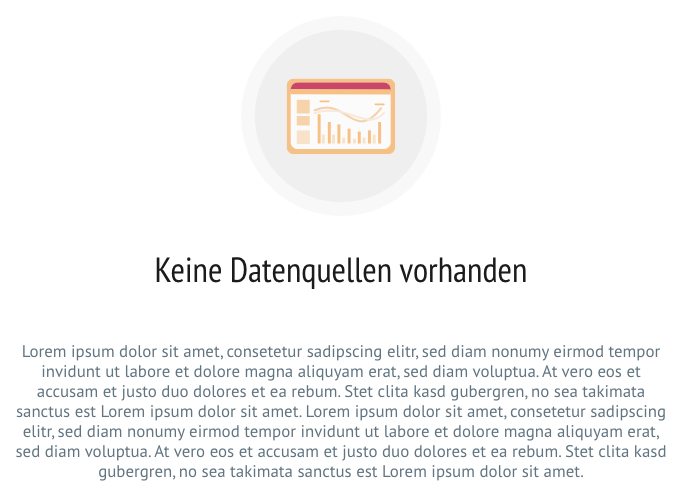 Keine Datenquellen vorhanden
Lorem ipsum dolor sit amet, consetetur sadipscing elitr, sed diam nonumy eirmod tempor
invidunt ut labore et dolore magna aliquyam erat, sed diam voluptua. At vero eos et
accusam et justo duo dolores et ea rebum. Stet clita kasd gubergren, no sea takimata
sanctus est Lorem ipsum dolor sit amet. Lorem ipsum dolor sit amet, consetetur sadipscing
elitr, sed diam nonumy eirmod tempor invidunt ut labore et dolore magna aliquyam erat,
sed diam voluptua. At vero eos et accusam et justo duo dolores et ea rebum. Stet clita kasd
gubergren, no sea takimata sanctus est Lorem ipsum dolor sit amet.